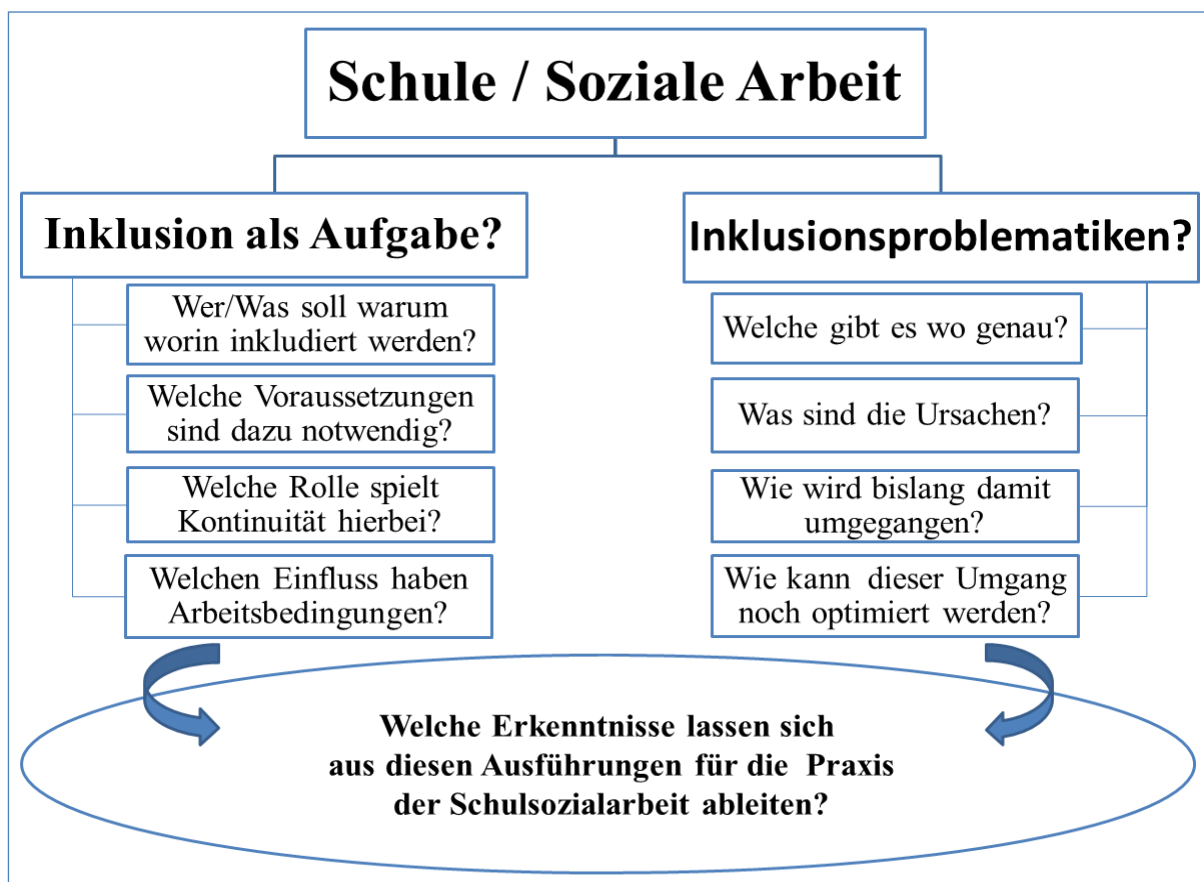 Schule / Soziale Arbeit
Inklusion als Aufgabe?
Wer/Was soll warum
worin inkludiert werden?
Welche Voraussetzungen
sind dazu notwendig?
Welche Rolle spielt
Kontinuität hierbei?
Welchen Einfluss haben
Arbeitsbedingungen?
Inklusionsproblematiken?
Welche gibt es wo genau?
Was sind die Ursachen?
Wie wird bislang damit
umgegangen?
Wie kann dieser Umgang
noch optimiert werden?
Welche Erkenntnisse lassen sich
aus diesen Ausführungen für die Praxis
der Schulsozialarbeit ableiten?